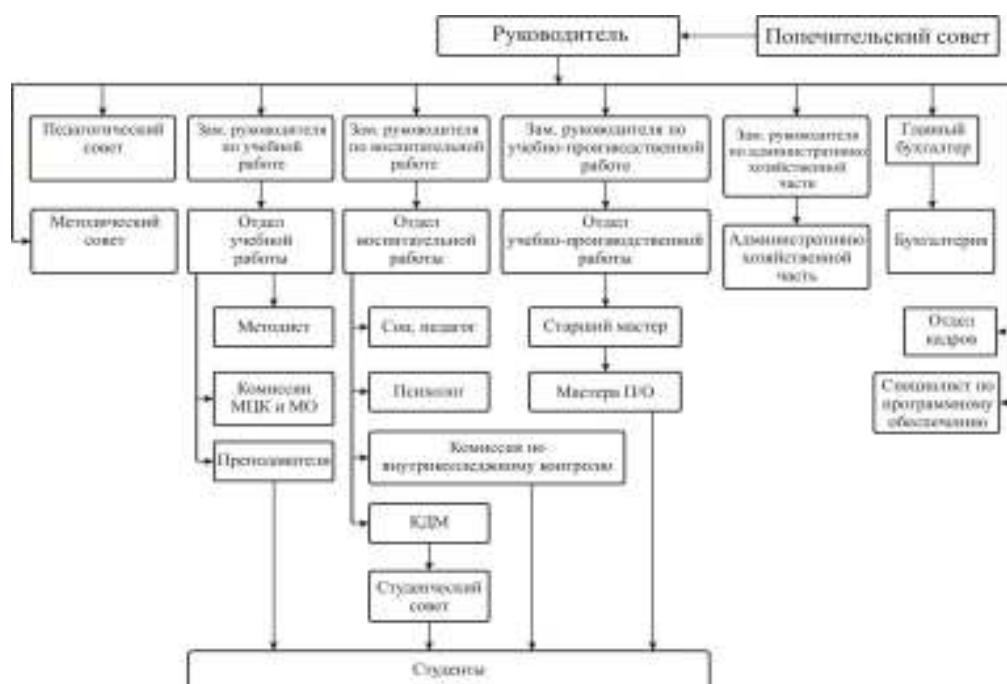 Руководитель
Попечительский совет
Педагогический
совет
Зам. руководителя
по учебной
работе
Зам. руководителя
по воспитательной
работе
Зам. руководителя по
учебно-производственной
работе
Зам. руководителя
по административно
хозяйственной
части
Главный
бухгалтер
Методический
совет
Отдел
учебной
работы
Отдел
воспитательной
работы
Отдел
учебно-производственной
работы
Административно
хозяйственной
часть
Бухгалтерия
Методист
Соц. педагог
Старший мастер
Отдел
кадров
Комиссии
МЦК и МО
Психолог
Мастера П/О
Специалист по
программному
обеспечению
Преподаватели
Комиссия по
внутриколледжному контролю
КДМ
Студенческий
совет
Студенты